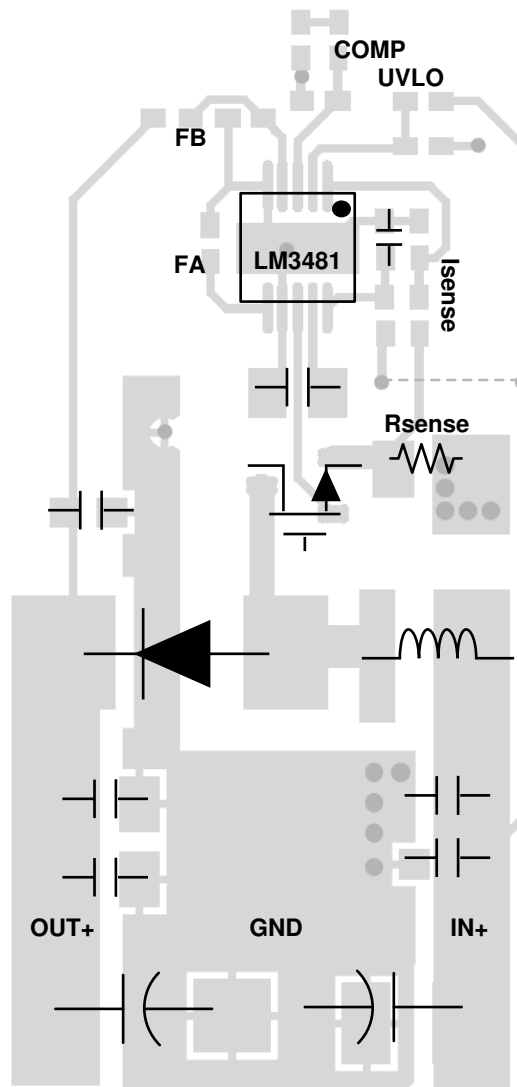 COMP
UVLO
FB
LM3481
FA
Isense
Rsense
OUT+
GND
IN+